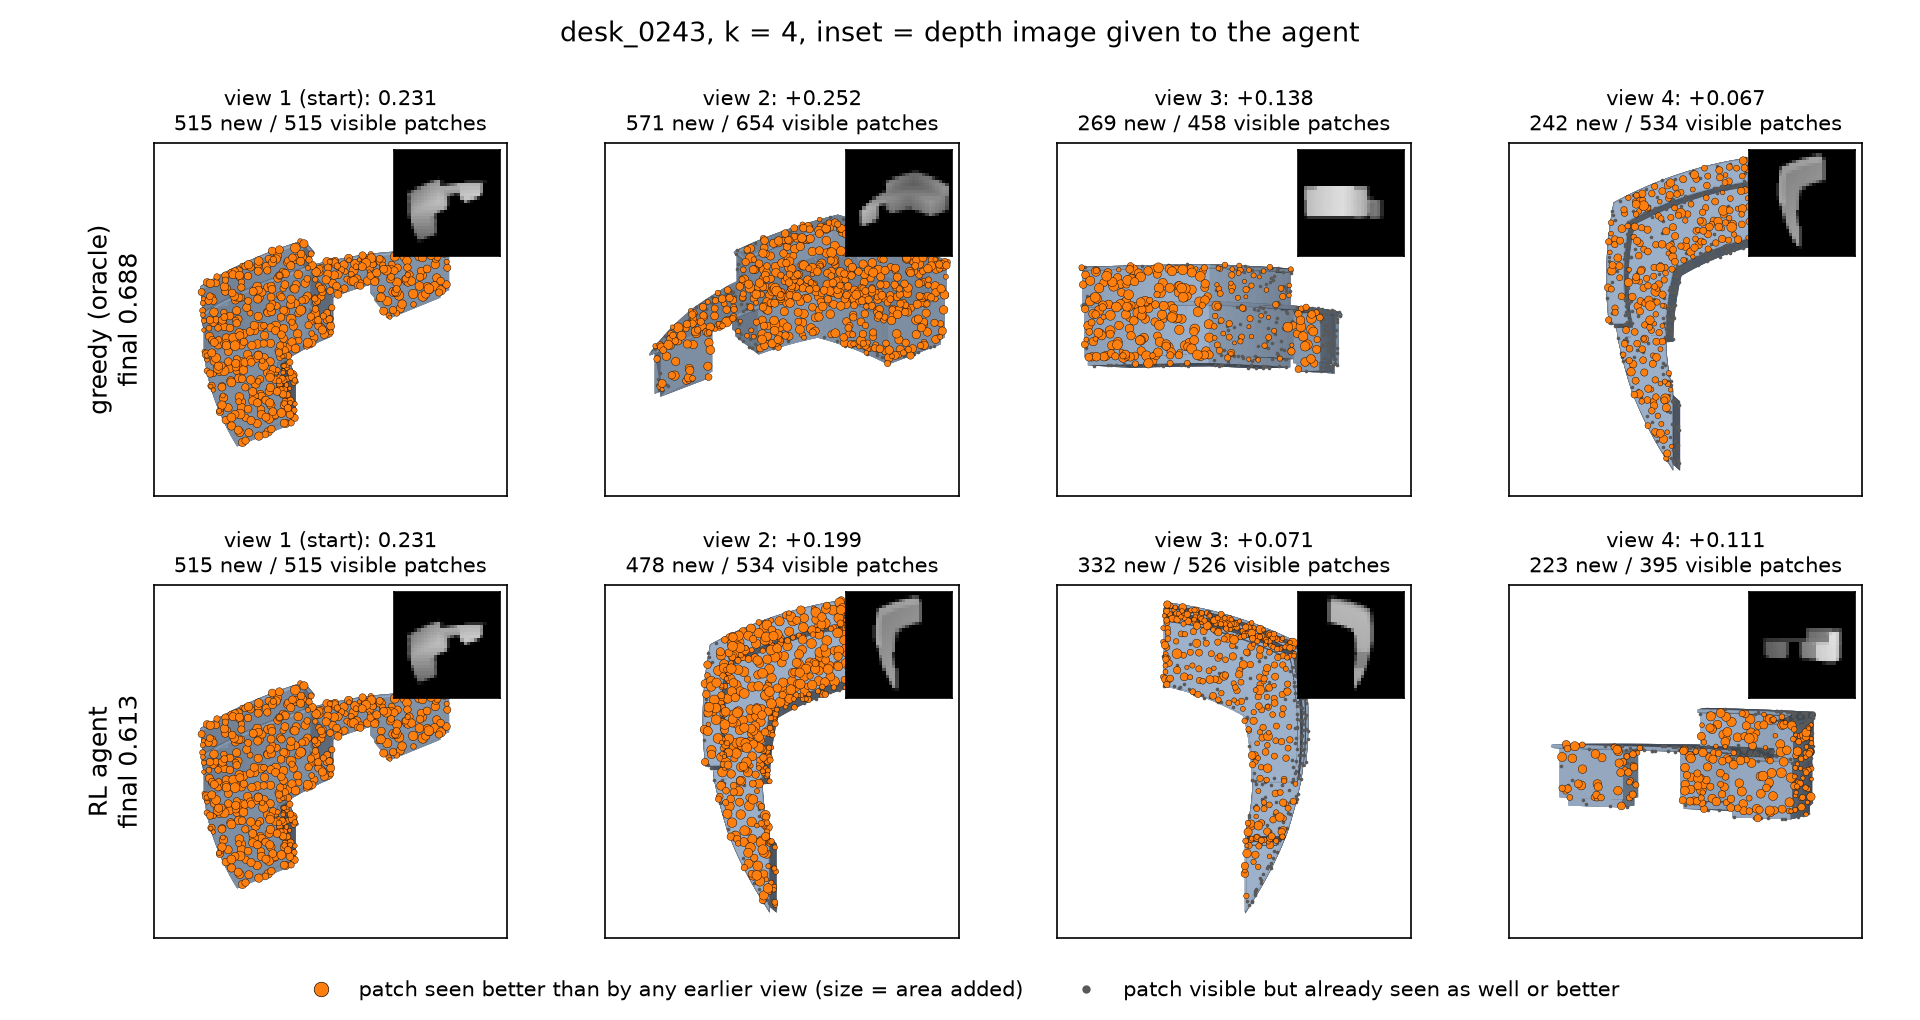 desk_0243, k = 4, inset = depth image given to the agent
view 1 (start): 0.231
515 new / 515 visible patches
view 2: +0.252
571 new / 654 visible patches
view 3: +0.138
269 new / 458 visible patches
view 4: +0.067
242 new / 534 visible patches
greedy (oracle)
final 0.688
view 1 (start): 0.231
515 new / 515 visible patches
view 2: +0.199
478 new / 534 visible patches
view 3: +0.071
332 new / 526 visible patches
view 4: +0.111
223 new / 395 visible patches
RL agent
final 0.613
patch seen better than by any earlier view (size = area added)
patch visible but already seen as well or better